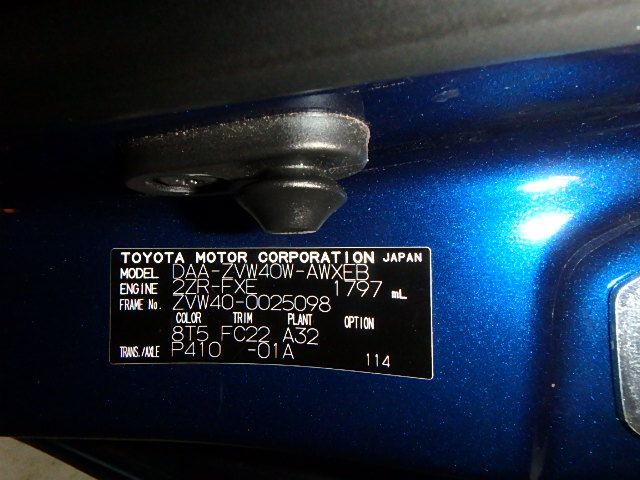 TOYOTA MOTOR CORPORATION JAPAN
MODEL DAA-ZVW40W-AWXEB
ENGINE 2ZR-FXE 1797 mL
FRAME No. ZVW40-0025098
COLOR TRIM PLANT OPTION
8T5 FC22 A32
TRANS./AXLE P410 -01A
114